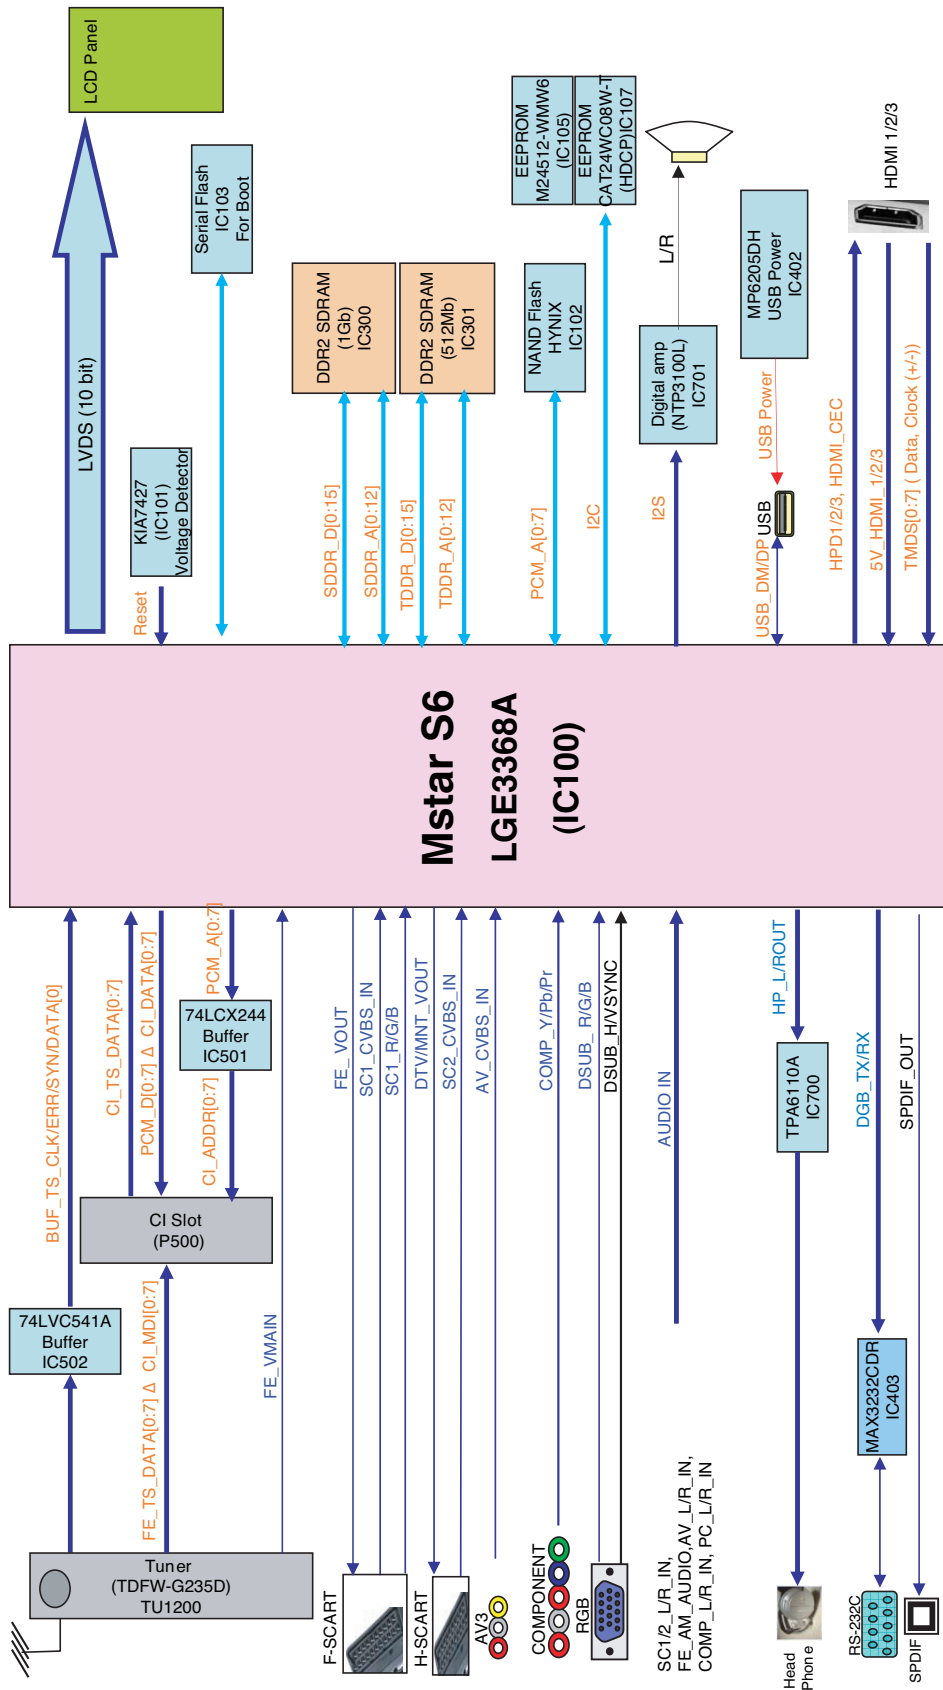 Tuner
(TDFW-G235D)
TU1200
74LVC541A
Buffer
IC502
BUF_TS_CLK/ERR/SYN/DATA[0]
FE_TS_DATA[0:7] Δ CI_MDI[0:7]
CI Slot
(P500)
CI_TS_DATA[0:7]
PCM_D[0:7] Δ CI_DATA[0:7]
CI_ADDR[0:7]
74LCX244
Buffer
IC501
PCM_A[0:7]
FE_VMAIN
F-SCART
FE_ VOUT
SC1_CVBS_IN
SC1_R/G/B
H-SCART
DTV/MNT_VOUT
SC2_CVBS_IN
AV3
AV_CVBS_IN
COMPONENT
COMP_Y/Pb/Pr
RGB
DSUB_ R/G/B
DSUB_H/VSYNC
SC1/2_L/R_IN,
FE_AM_AUDIO,AV_L/R_IN,
COMP_L/R_IN, PC_L/R_IN
AUDIO IN
Head
Phone
TPA6110A
IC700
HP_L/ROUT
RS-232C
MAX3232CDR
IC403
DGB_TX/RX
SPDIF
SPDIF_OUT
Mstar S6
LGE3368A
(IC100)
LVDS (10 bit)
LCD Panel
Reset
KIA7427
(IC101)
Voltage Detector
Serial Flash
IC103
For Boot
SDDR_D[0:15]
SDDR_A[0:12]
DDR2 SDRAM
(1Gb)
IC300
TDDR_D[0:15]
TDDR_A[0:12]
DDR2 SDRAM
(512Mb)
IC301
PCM_A[0:7]
NAND Flash
HYNIX
IC102
I2C
EEPROM
M24512-WMW6
(IC105)
EEPROM
CAT24WC08W-T
(HDCP)IC107
I2S
Digital amp
(NTP3100L)
IC701
L/R
USB_DM/DP
USB
USB Power
MP6205DH
USB Power
IC402
HPD1/2/3, HDMI_CEC
5V_HDMI_1/2/3
TMDS[0:7] ( Data, Clock (+/-))
HDMI 1/2/3